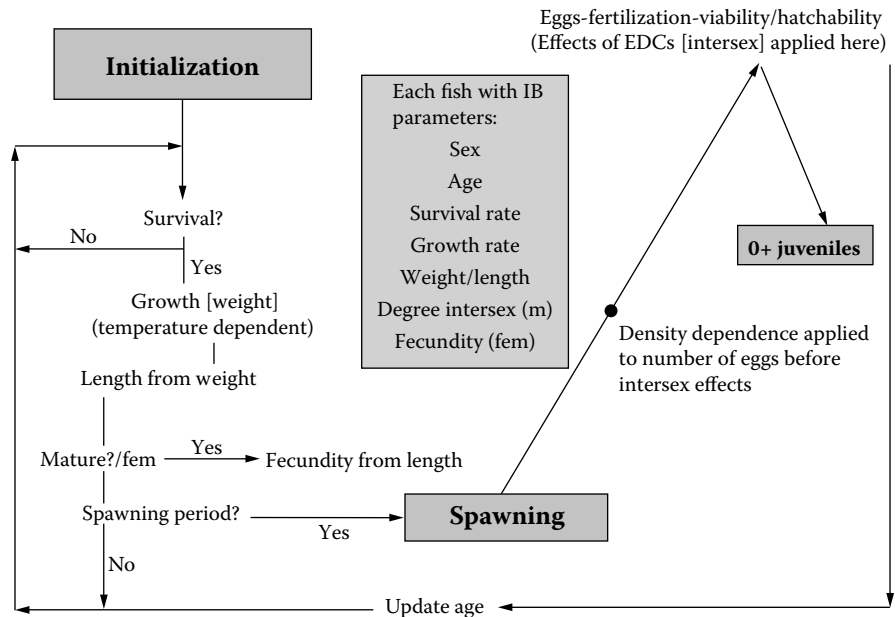 Eggs-fertilization-viability/hatchability
(Effects of EDCs [intersex] applied here)
Initialization
Each fish with IB
parameters:
Sex
Age
Survival rate
Growth rate
Weight/length
Degree intersex (m)
Fecundity (fem)
Survival?
No
Yes
0+ juveniles
Growth [weight]
(temperature dependent)
Density dependence applied
to number of eggs before
intersex effects
Length from weight
Mature?/fem
Yes
Fecundity from length
Spawning period?
Yes
Spawning
No
Update age